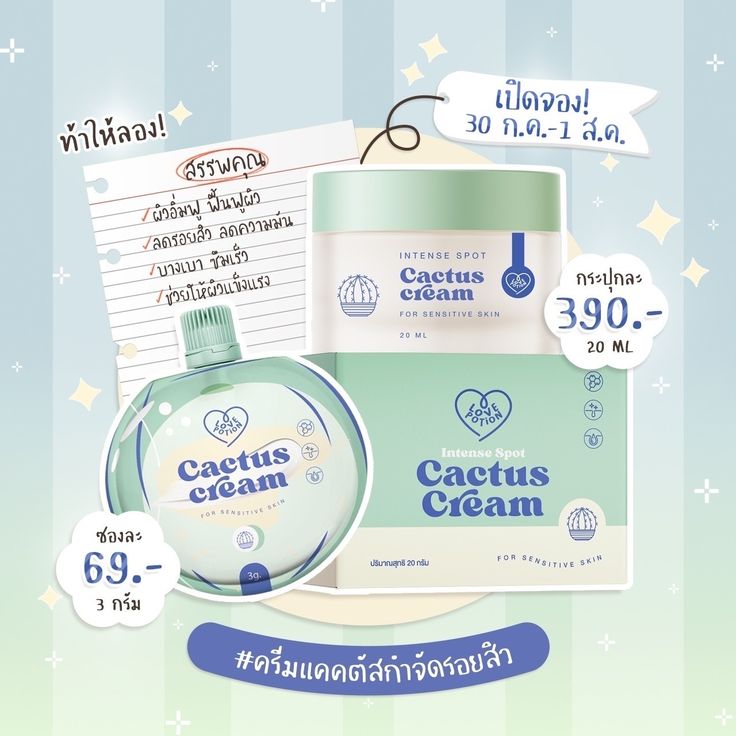 ท้าให้ลอง!
สรรพคุณ
✓ผิวอิ่มฟู ฟื้นฟูผิว
✓ลดรอยสิว ลดความมัน
✓บางเบา ซึมเร็ว
✓ช่วยให้ผิวแข็งแรง
เปิดจอง!
30 ก.ค.-1 ส.ค.
INTENSE SPOT
Cactus
cream
FOR SENSITIVE SKIN
20 ML
LOVE
POTION
กระปุกละ
390.-
20 ML
LOVE
POTION
Intense Spot
Cactus
Cream
ปริมาณสุทธิ 20 กรัม
FOR SENSITIVE SKIN
LOVE
POTION
Cactus
cream
FOR SENSITIVE SKIN
3g.
ซองละ
69.-
3 กรัม
#ครีมแคคตัสกำจัดรอยสิว